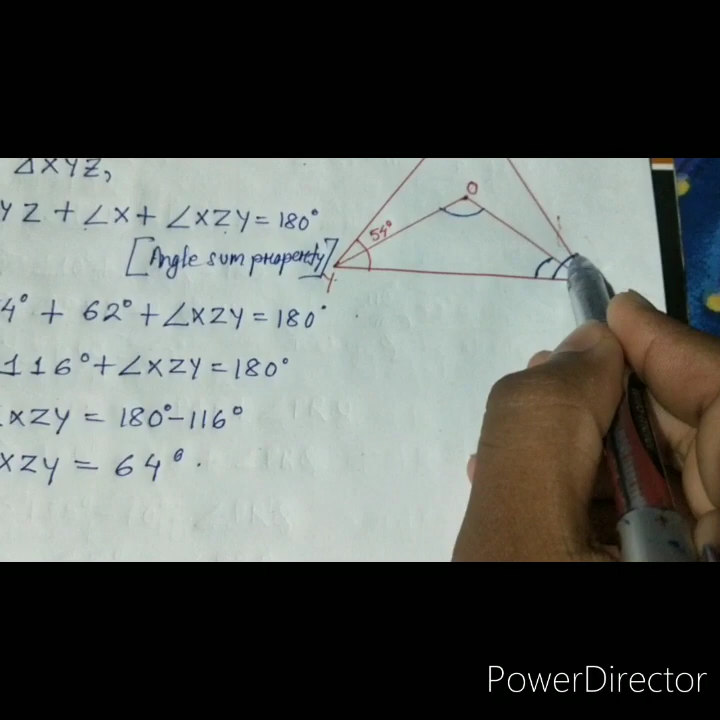 ΔXYZ,
YZ + ∠X + ∠XZY = 180°
[Angle sum property]
4° + 62° + ∠XZY = 180°
116° + ∠XZY = 180°
∠XZY = 180° - 116°
XZY = 64°.
O
54°
Y
PowerDirector